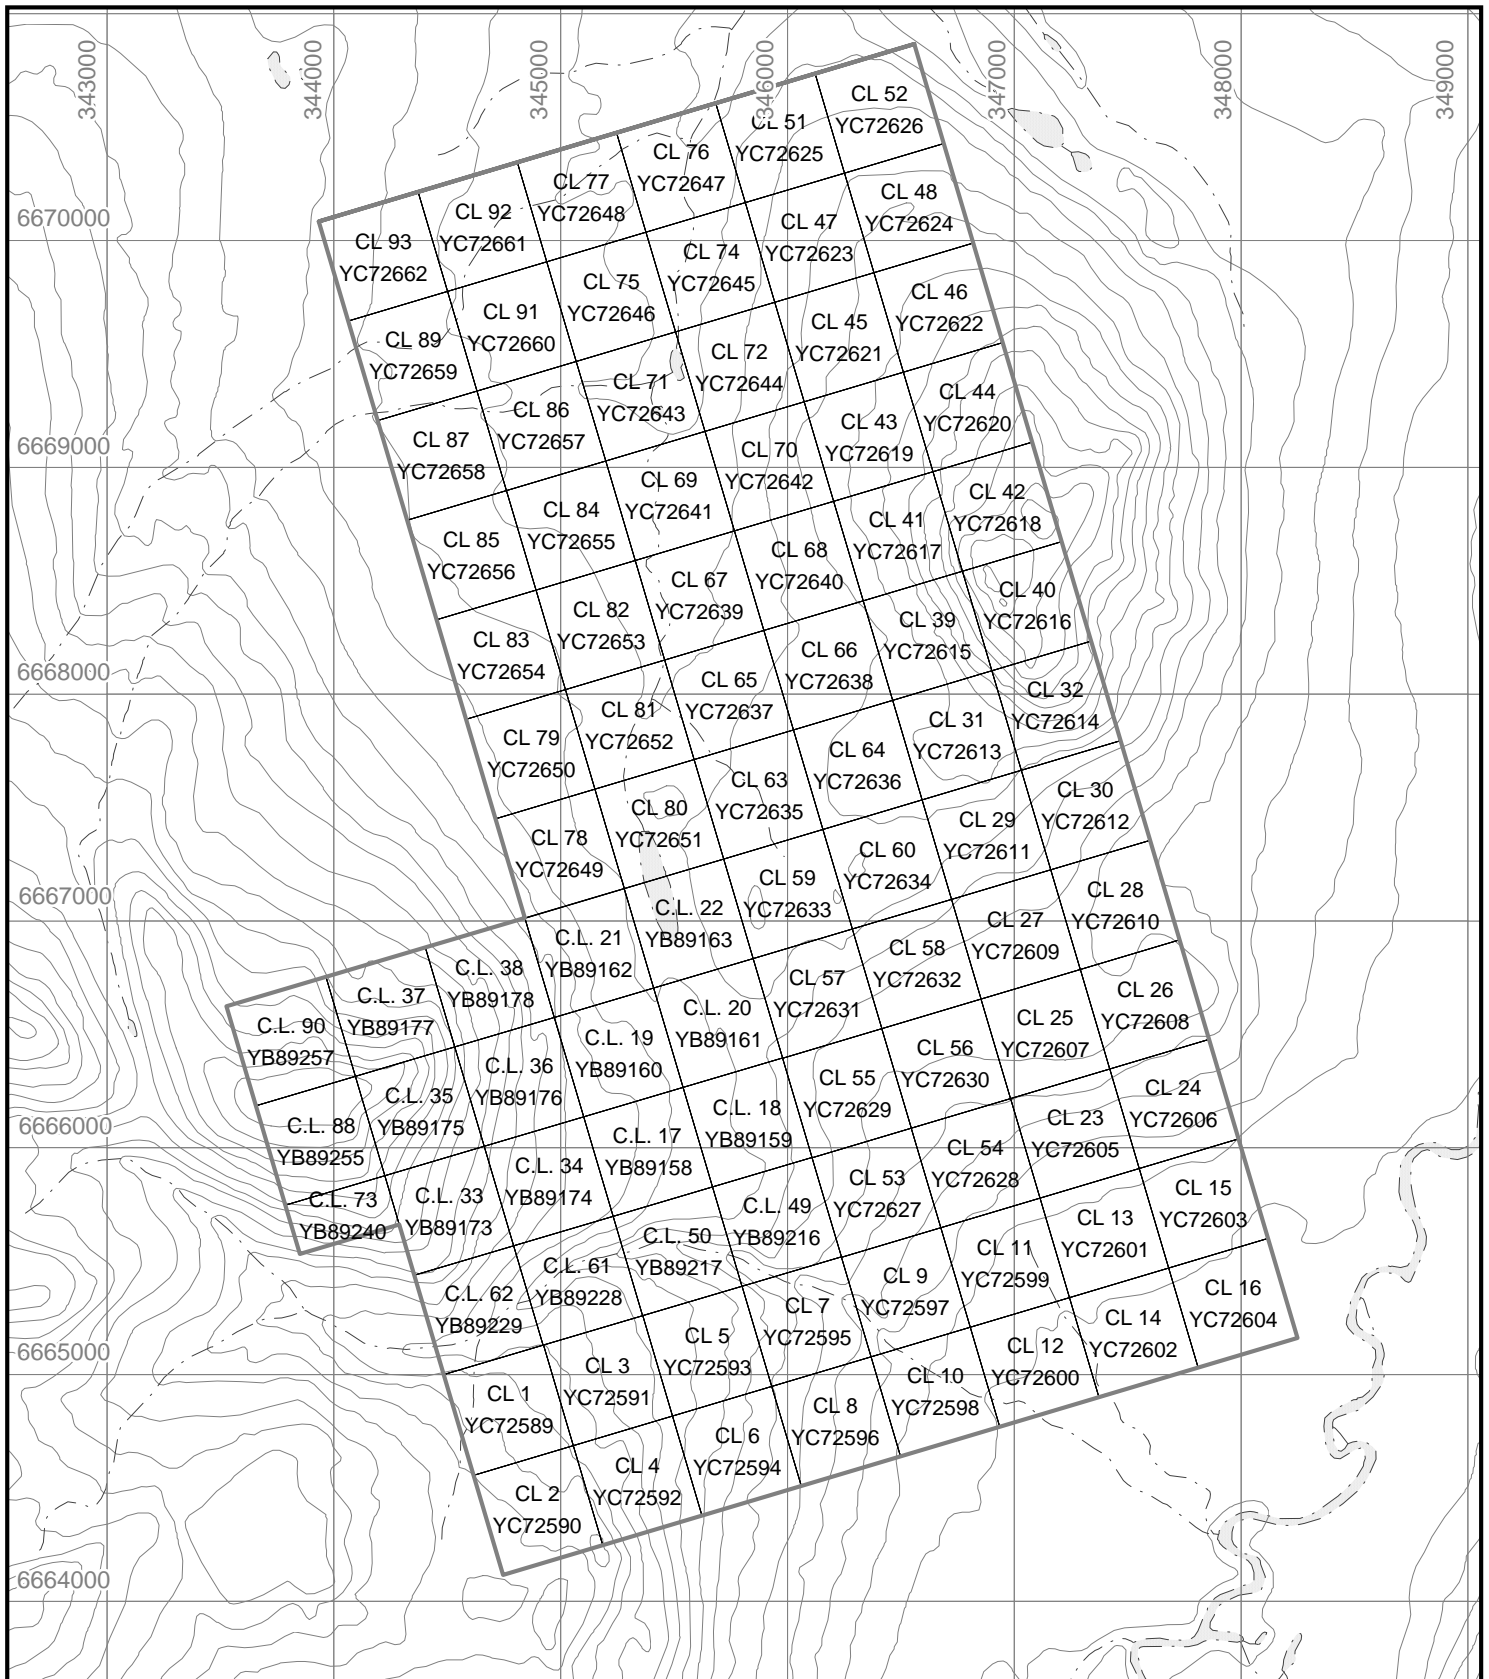 343000
344000
345000
346000
347000
348000
349000
6670000
6669000
6668000
6667000
6666000
6665000
6664000
CL 52
YC72626
CL 51
YC72625
CL 76
YC72647
CL 77
YC72648
CL 92
YC72661
CL 93
YC72662
CL 48
YC72624
CL 47
YC72623
CL 74
YC72645
CL 75
YC72646
CL 91
YC72660
CL 89
YC72659
CL 46
YC72622
CL 45
YC72621
CL 72
YC72644
CL 71
YC72643
CL 86
YC72657
CL 87
YC72658
CL 44
YC72620
CL 43
YC72619
CL 70
YC72642
CL 69
YC72641
CL 84
YC72655
CL 85
YC72656
CL 42
YC72618
CL 41
YC72617
CL 68
YC72640
CL 67
YC72639
CL 82
YC72653
CL 83
YC72654
CL 40
YC72616
CL 39
YC72615
CL 66
YC72638
CL 65
YC72637
CL 81
YC72652
CL 79
YC72650
CL 32
YC72614
CL 31
YC72613
CL 64
YC72636
CL 63
YC72635
CL 80
YC72651
CL 78
YC72649
CL 30
YC72612
CL 29
YC72611
CL 60
YC72634
CL 59
YC72633
C.L. 22
YB89163
C.L. 21
YB89162
C.L. 38
YB89178
C.L. 37
YB89177
C.L. 90
YB89257
CL 28
YC72610
CL 27
YC72609
CL 58
YC72632
CL 57
YC72631
C.L. 20
YB89161
C.L. 19
YB89160
C.L. 36
YB89176
C.L. 35
YB89175
C.L. 88
YB89255
CL 26
YC72608
CL 25
YC72607
CL 56
YC72630
CL 55
YC72629
C.L. 18
YB89159
C.L. 17
YB89158
C.L. 34
YB89174
C.L. 33
YB89173
C.L. 73
YB89240
CL 24
YC72606
CL 23
YC72605
CL 54
YC72628
CL 53
YC72627
C.L. 49
YB89216
C.L. 50
YB89217
C.L. 61
YB89228
C.L. 62
YB89229
CL 15
YC72603
CL 13
YC72601
CL 11
YC72599
CL 9
YC72597
CL 7
YC72595
CL 5
YC72593
CL 3
YC72591
CL 1
YC72589
CL 16
YC72604
CL 14
YC72602
CL 12
YC72600
CL 10
YC72598
CL 8
YC72596
CL 6
YC72594
CL 4
YC72592
CL 2
YC72590